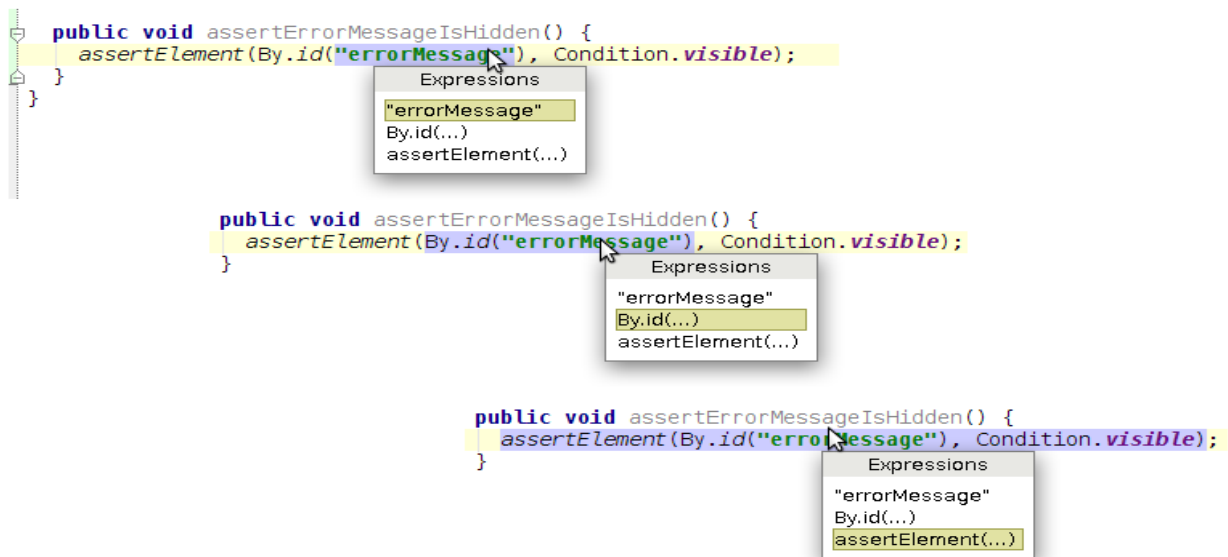 public void assertErrorMessageIsHidden() {
assertElement(By.id("errorMessage"), Condition.visible);
}
}
Expressions
"errorMessage"
By.id(...)
assertElement(...)
public void assertErrorMessageIsHidden() {
assertElement(By.id("errorMessage"), Condition.visible);
}
Expressions
"errorMessage"
By.id(...)
assertElement(...)
public void assertErrorMessageIsHidden() {
assertElement(By.id("errorMessage"), Condition.visible);
}
Expressions
"errorMessage"
By.id(...)
assertElement(...)